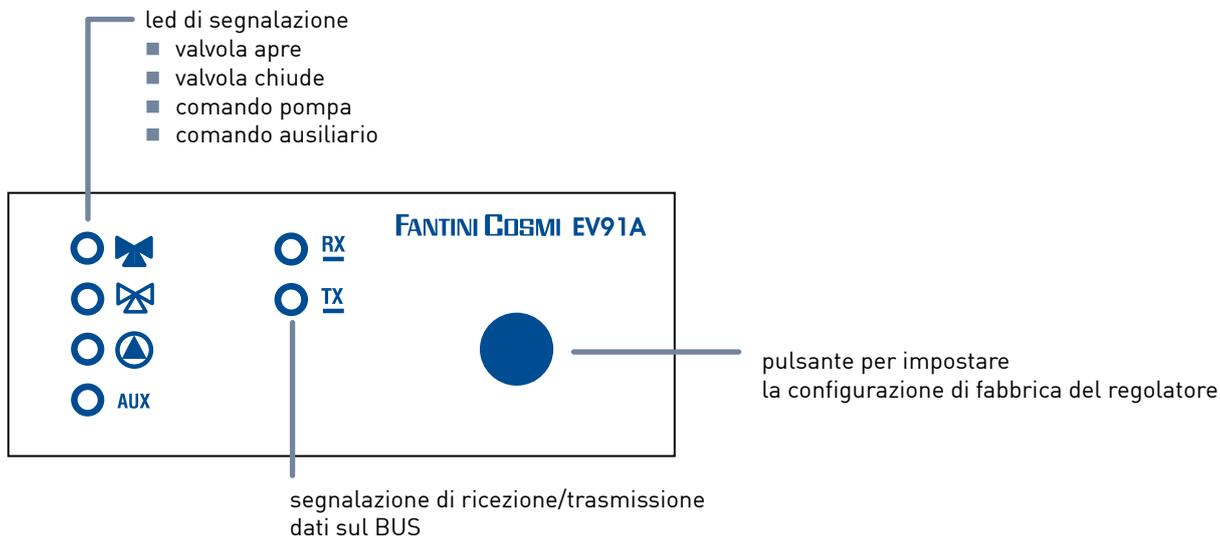 led di segnalazione
valvola apre
valvola chiude
comando pompa
comando ausiliario
FANTINI COSMI EV91A
RX
TX
AUX
pulsante per impostare
la configurazione di fabbrica del regolatore
segnalazione di ricezione/trasmissione
dati sul BUS